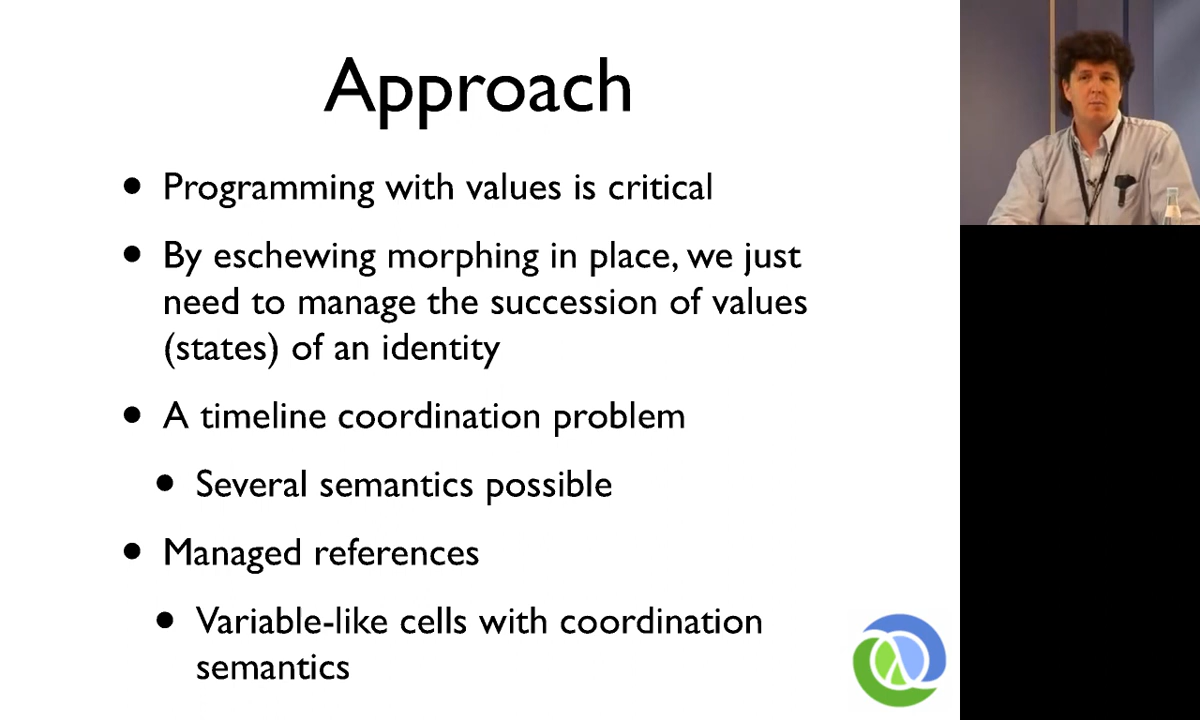 Approach
• Programming with values is critical
• By eschewing morphing in place, we just
need to manage the succession of values
(states) of an identity
• A timeline coordination problem
• Several semantics possible
• Managed references
• Variable-like cells with coordination
semantics